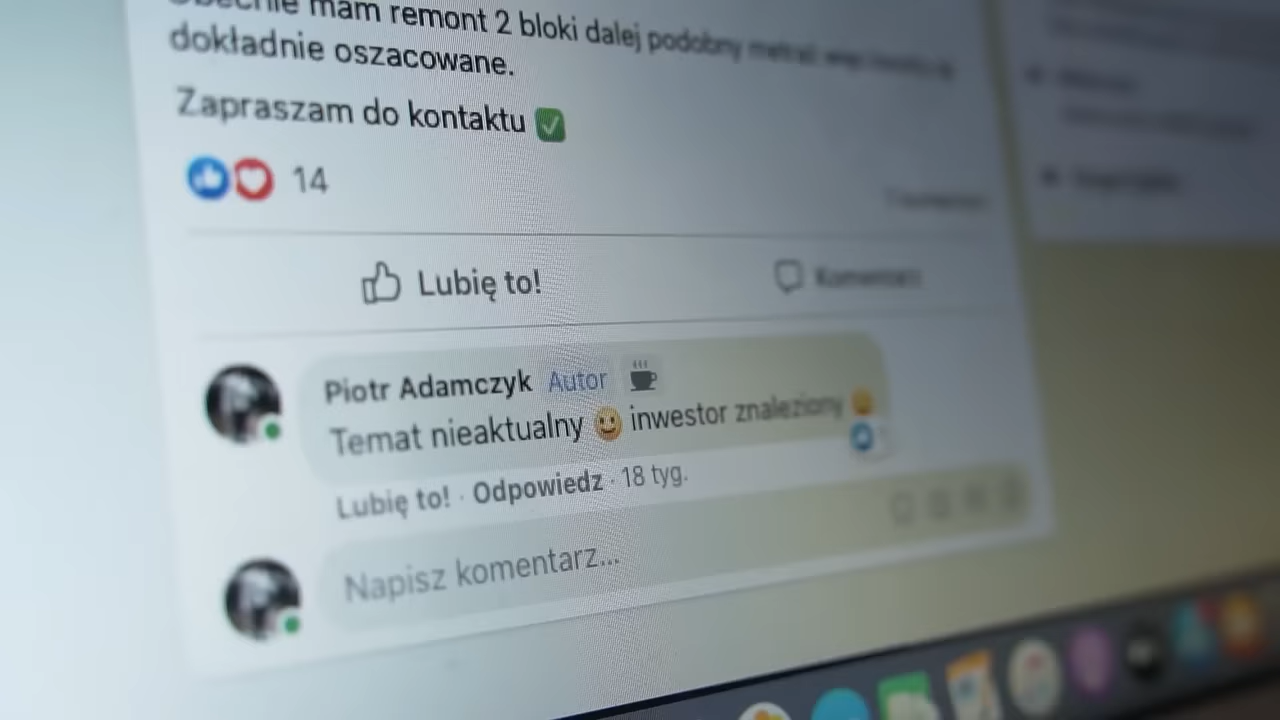 mam remont 2 bloki dalej podobny
dokładnie oszacowane.
Zapraszam do kontaktu
14
Lubię to!
Komentarz
Piotr Adamczyk Autor
Temat nieaktualny inwestor znaleziony
Lubię to! · Odpowiedz · 18 tyg.
Napisz komentarz...